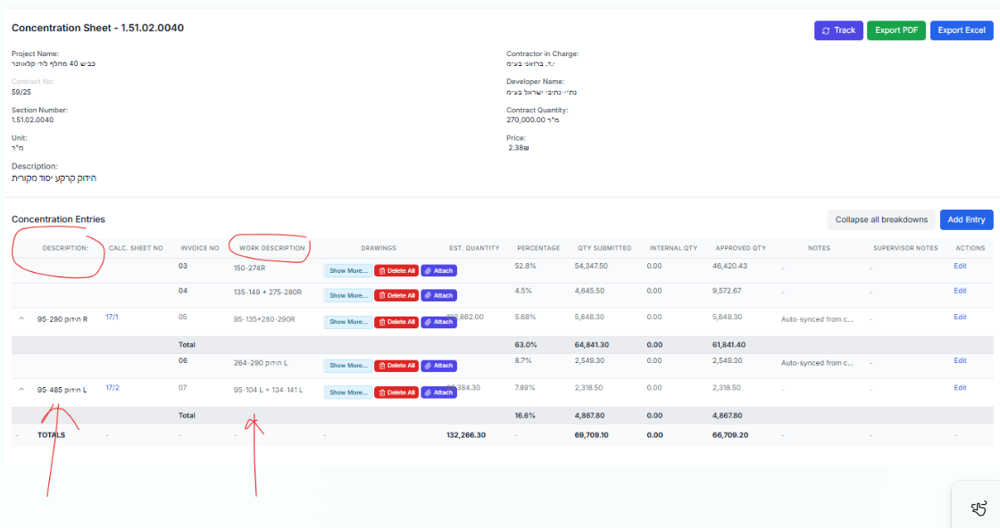 Concentration Sheet - 1.51.02.0040
Track Export PDF Export Excel
Project Name: Contractor in Charge:
כביש 40 מחלף לוד-קלאוזנר י.ד. ברזאני בע״מ
Contract No: Developer Name:
59/25 נת״י-נתיבי ישראל בע״מ
Section Number: Contract Quantity:
1.51.02.0040 270,000.00 מ"ר
Unit: Price:
מ"ר 2.38₪
Description:
הידוק קרקע יסוד מקורית
Concentration Entries Collapse all breakdowns Add Entry
DESCRIPTION: CALC. SHEET NO INVOICE NO WORK DESCRIPTION DRAWINGS EST. QUANTITY PERCENTAGE QTY SUBMITTED INTERNAL QTY APPROVED QTY NOTES SUPERVISOR NOTES ACTIONS
03 150-274R Show More... Delete All Attach 52.8% 54,347.50 0.00 46,420.43 - - Edit
04 135-149 + 275-280R Show More... Delete All Attach 4.5% 4,645.50 0.00 9,572.67 - - Edit
95-290 הידוק R 17/1 05 95-135+280-290R Show More... Delete All Attach 882.00 5.68% 5,848.30 0.00 5,848.30 Auto-synced from c... - Edit
Total 63.0% 64,841.30 0.00 61,841.40
06 264-290 הידוק L Show More... Delete All Attach 8.7% 2,549.30 0.00 2,549.30 Auto-synced from c... - Edit
95-485 הידוק L 17/2 07 95-104 L + 134-141 L Show More... Delete All Attach 384.30 7.89% 2,318.50 0.00 2,318.50 - - Edit
Total 16.6% 4,867.80 0.00 4,867.80
- TOTALS - - - - 132,266.30 - 69,709.10 0.00 66,709.20 - - -